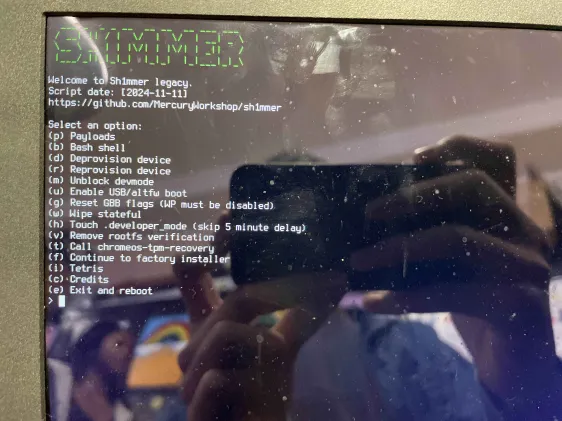 SH1MMER
Welcome to Sh1mmer legacy.
Script date: [2024-11-11]
https://github.com/MercuryWorkshop/sh1mmer
Select an option:
(p) Payloads
(b) Bash shell
(d) Deprovision device
(r) Reprovision device
(m) Unblock devmode
(u) Enable USB/altfw boot
(g) Reset GBB flags (WP must be disabled)
(w) Wipe stateful
(h) Touch .developer_mode (skip 5 minute delay)
(v) Remove rootfs verification
(t) Call chromeos-tpm-recovery
(f) Continue to factory installer
(i) Tetris
(c) Credits
(e) Exit and reboot
>